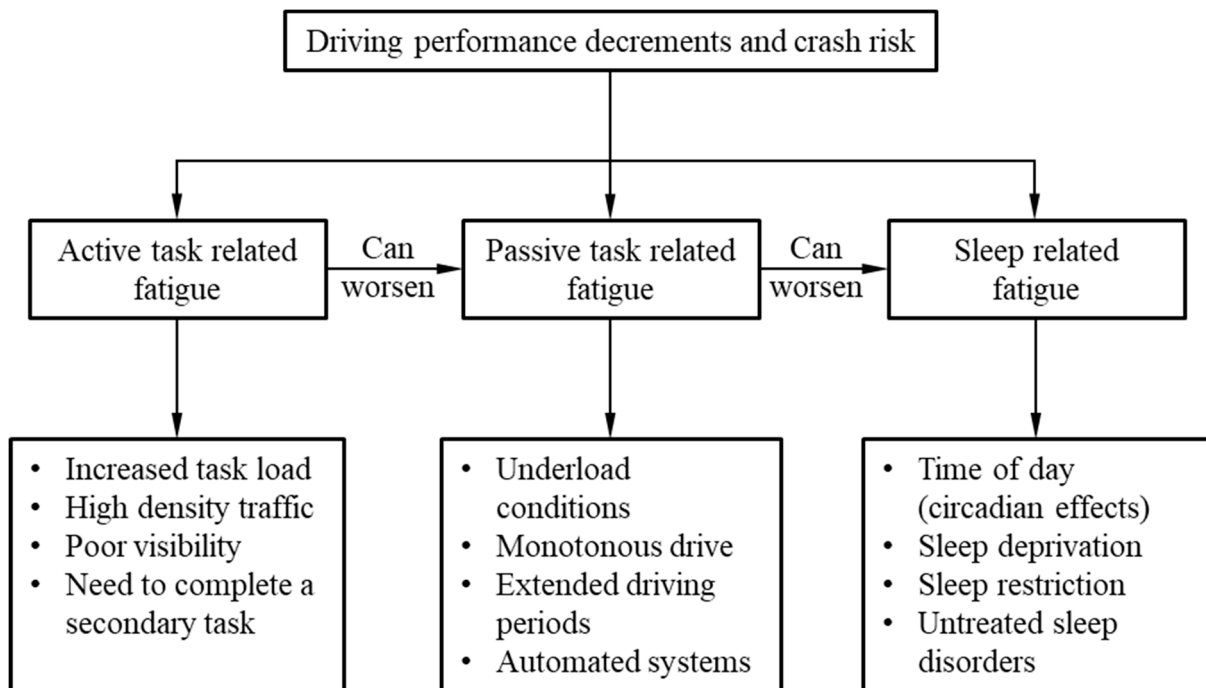 Driving performance decrements and crash risk
Active task related
fatigue
Can
worsen
Passive task related
fatigue
Can
worsen
Sleep related
fatigue
• Increased task load
• High density traffic
• Poor visibility
• Need to complete a
secondary task
• Underload
conditions
• Monotonous drive
• Extended driving
periods
• Automated systems
• Time of day
(circadian effects)
• Sleep deprivation
• Sleep restriction
• Untreated sleep
disorders